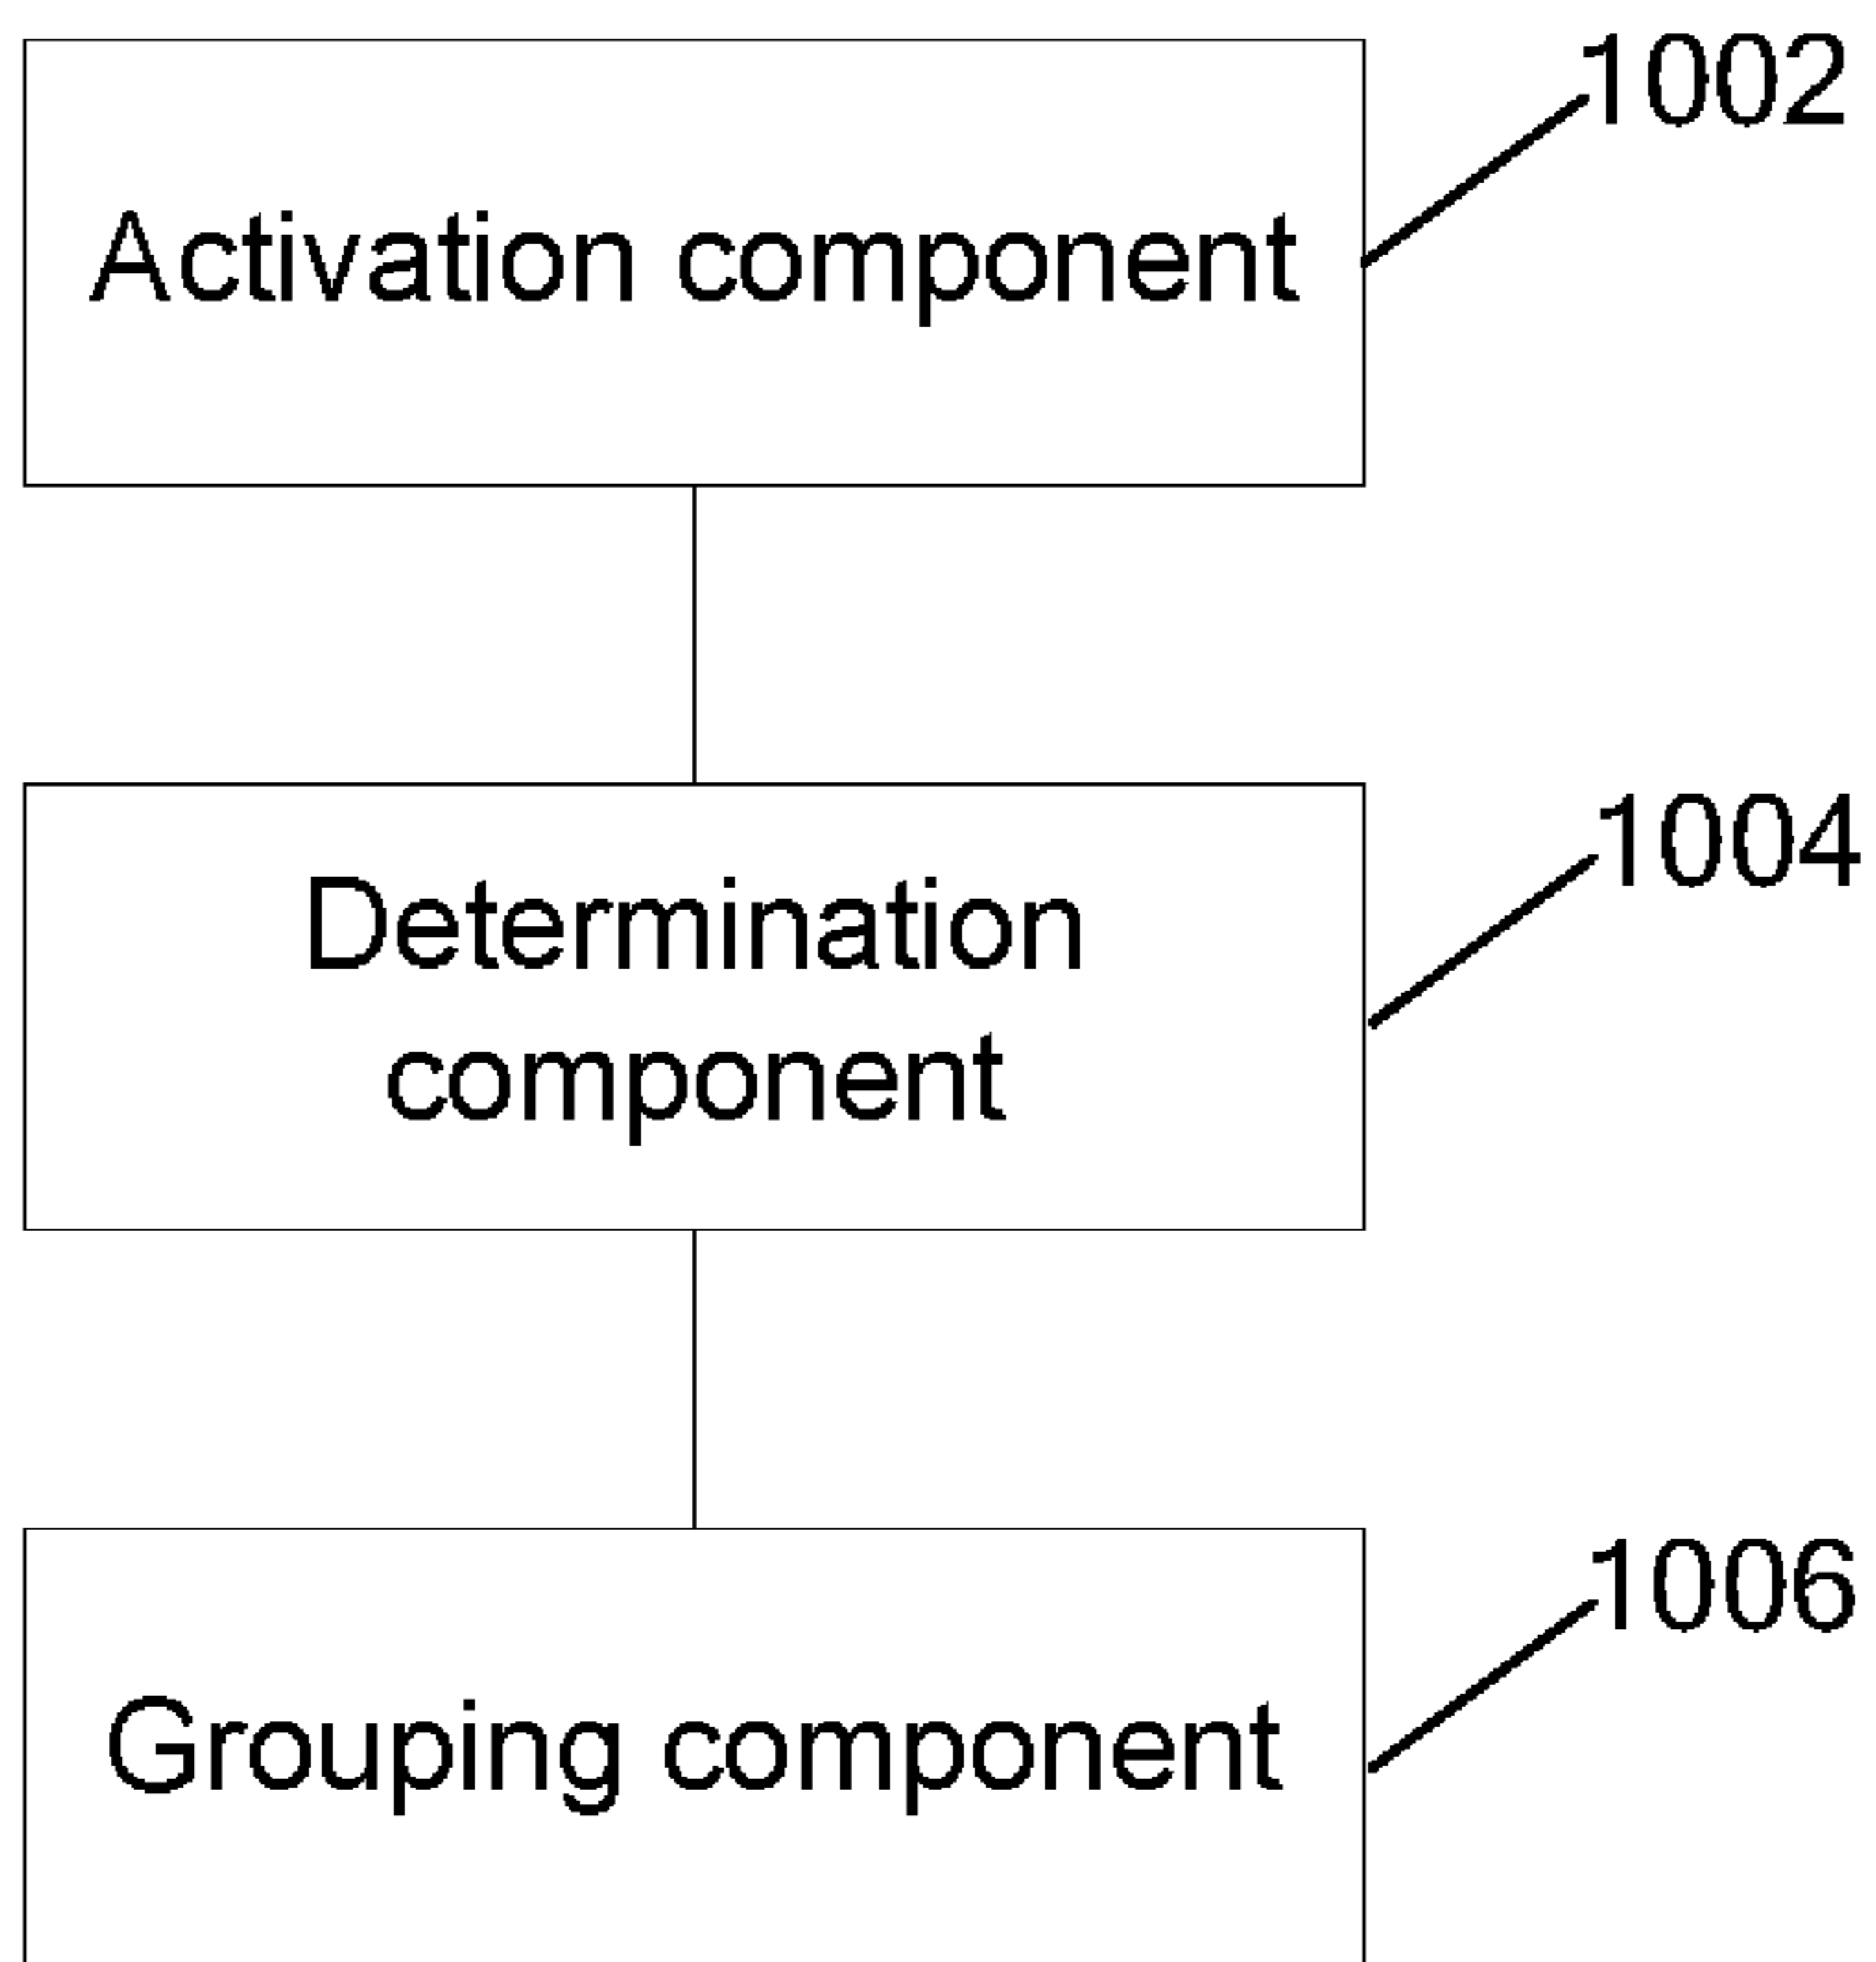 1002
Activation component
1004
Determination
component
1006
Grouping component